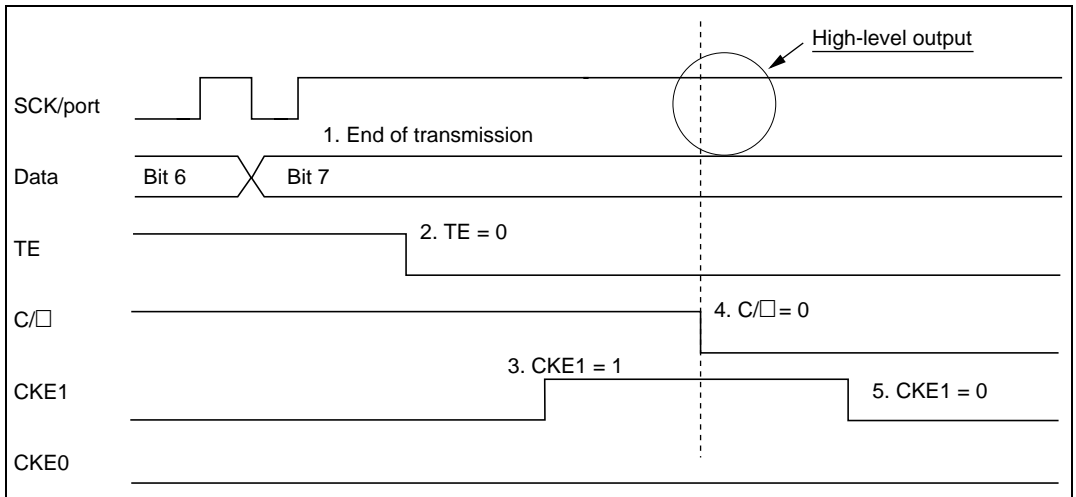 High-level output
SCK/port
1. End of transmission
Data
Bit 6
Bit 7
TE
2. TE = 0
C/□
4. C/□ = 0
3. CKE1 = 1
CKE1
5. CKE1 = 0
CKE0